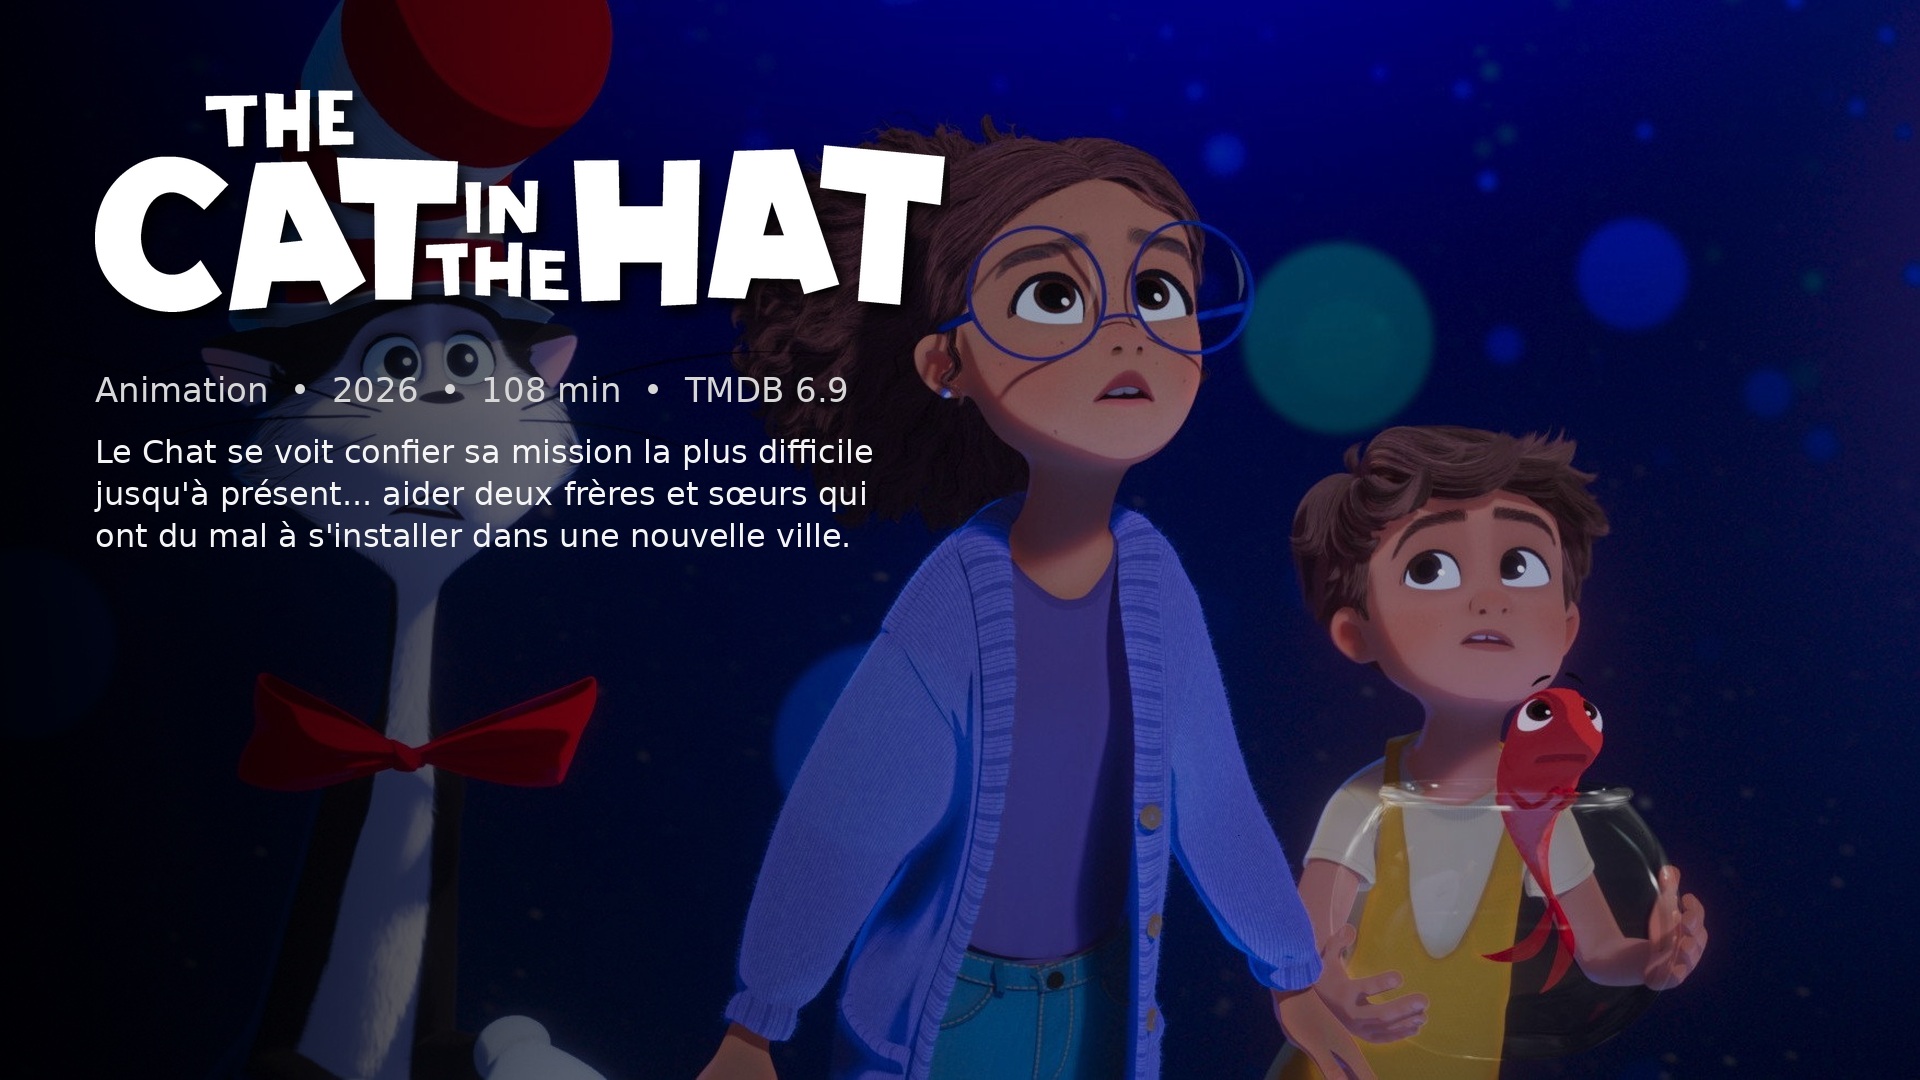 THE
CAT IN THE HAT
Animation • 2026 • 108 min • TMDB 6.9
Le Chat se voit confier sa mission la plus difficile
jusqu'à présent... aider deux frères et sœurs qui
ont du mal à s'installer dans une nouvelle ville.